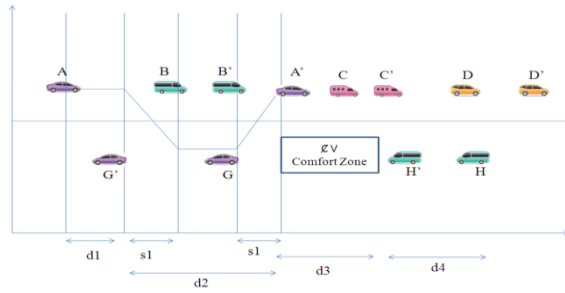 A B B' A' C C' D D'
₡V
Comfort Zone
G' G H' H
d1 s1 s1
d2 d3 d4